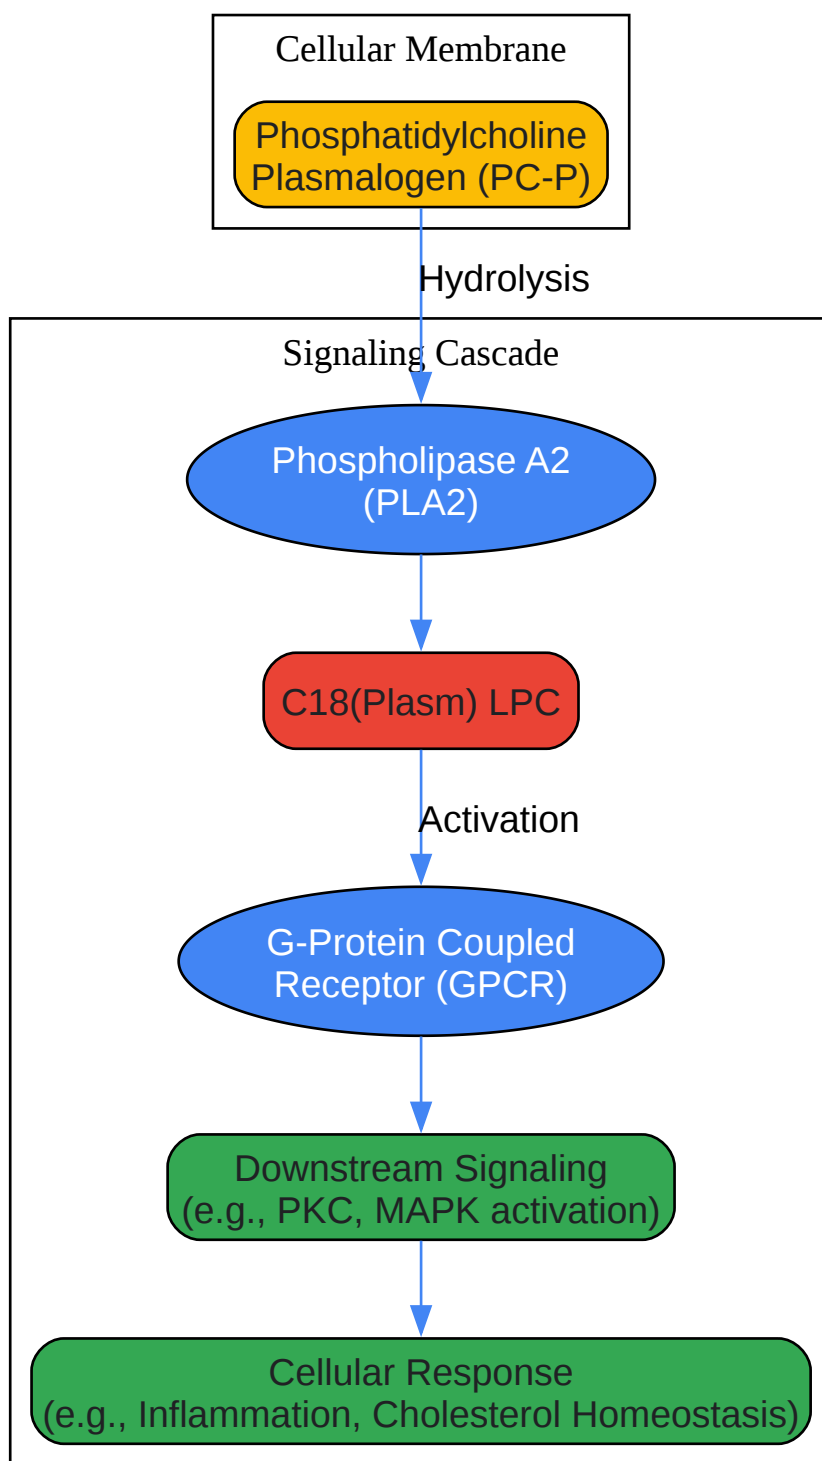 Cellular Membrane
Phosphatidylcholine
Plasmalogen (PC-P)
Hydrolysis
Signaling Cascade
Phospholipase A2
(PLA2)
C18(Plasm) LPC
Activation
G-Protein Coupled
Receptor (GPCR)
Downstream Signaling
(e.g., PKC, MAPK activation)
Cellular Response
(e.g., Inflammation, Cholesterol Homeostasis)